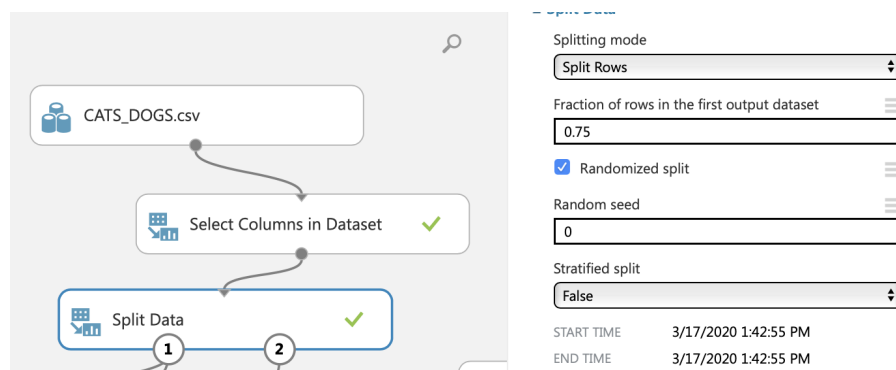 CATS_DOGS.csv
Select Columns in Dataset
Split Data
1
2
Split Data
Splitting mode
Split Rows
Fraction of rows in the first output dataset
0.75
Randomized split
Random seed
0
Stratified split
False
START TIME 3/17/2020 1:42:55 PM
END TIME 3/17/2020 1:42:55 PM